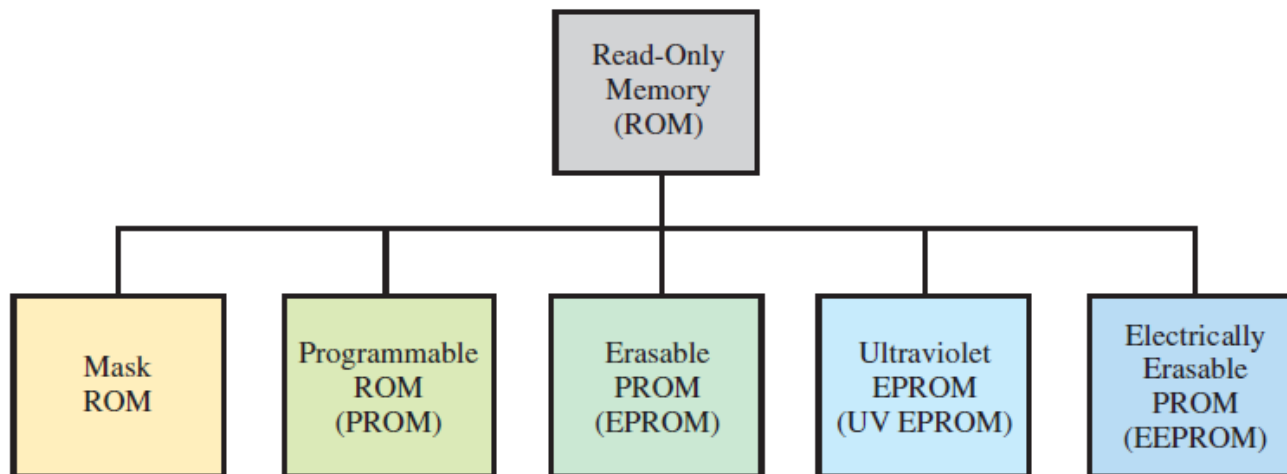 Read-Only
Memory
(ROM)
Mask
ROM
Programmable
ROM
(PROM)
Erasable
PROM
(EPROM)
Ultraviolet
EPROM
(UV EPROM)
Electrically
Erasable
PROM
(EEPROM)